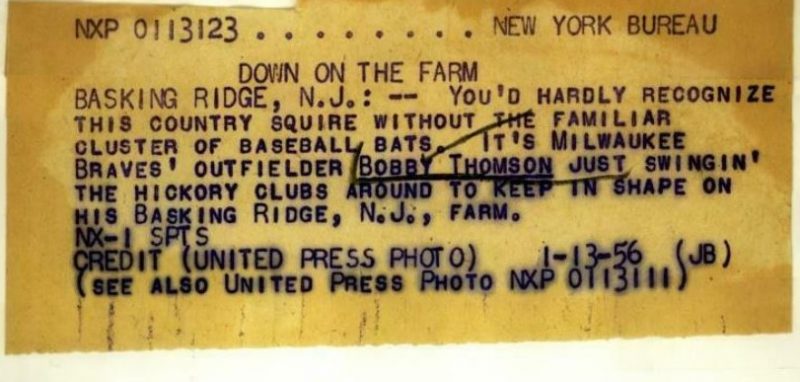 NXP 0113123 . . . . . . . . . NEW YORK BUREAU
DOWN ON THE FARM
BASKING RIDGE, N.J.: -- YOU'D HARDLY RECOGNIZE
THIS COUNTRY SQUIRE WITHOUT THE FAMILIAR
CLUSTER OF BASEBALL BATS. IT'S MILWAUKEE
BRAVES' OUTFIELDER BOBBY THOMSON JUST SWINGIN'
THE HICKORY CLUBS AROUND TO KEEP IN SHAPE ON
HIS BASKING RIDGE, N.J., FARM.
NX-1 SPTS
CREDIT (UNITED PRESS PHOTO) 1-13-56 (JB)
(SEE ALSO UNITED PRESS PHOTO NXP 0113111)